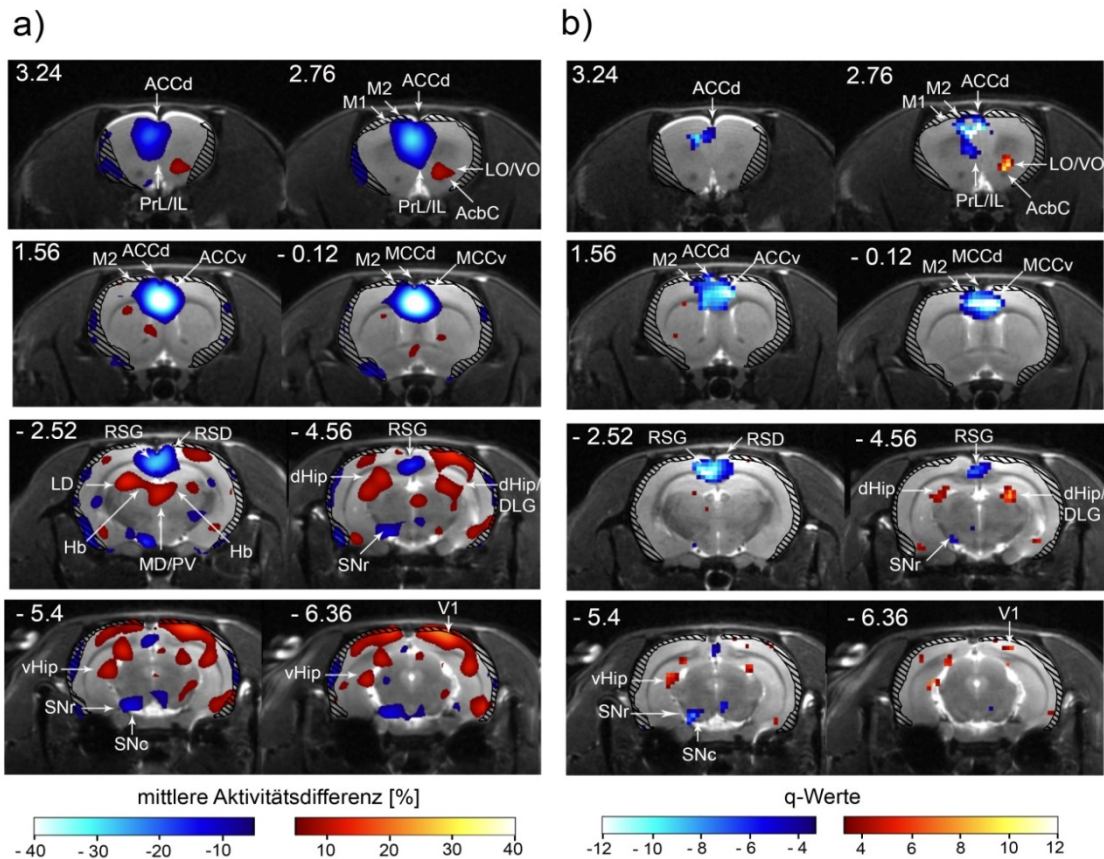 a)
3.24
ACCd
PrL/IL
2.76
M1
M2
ACCd
LO/VO
AcbC
PrL/IL
1.56
M2
ACCd
ACCv
- 0.12
M2
MCCd
MCCv
- 2.52
RSG
RSD
LD
Hb
MD/PV
Hb
- 4.56
RSG
dHip
dHip/
DLG
SNr
- 5.4
vHip
SNr
SNc
- 6.36
V1
vHip
mittlere Aktivitätsdifferenz [%]
- 40
- 30
-20
-10
10
20
30
40
b)
3.24
ACCd
2.76
M1
M2
ACCd
LO/VO
AcbC
PrL/IL
1.56
M2
ACCd
ACCv
- 0.12
M2
MCCd
MCCv
- 2.52
RSG
RSD
- 4.56
RSG
dHip
dHip/
DLG
SNr
- 5.4
vHip
SNr
SNc
- 6.36
V1
q-Werte
-12
-10
- 8
- 6
- 4
4
6
8
10
12